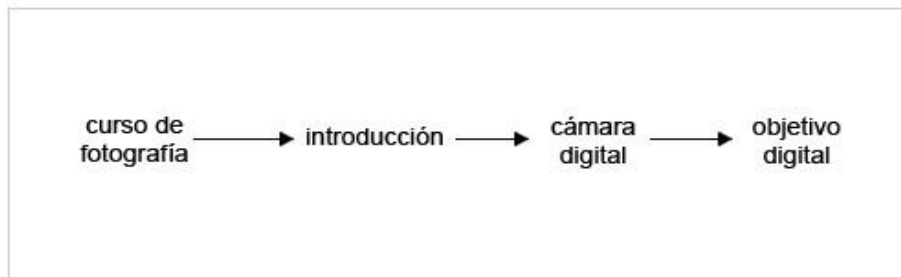 curso de
fotografía
introducción
cámara
digital
objetivo
digital